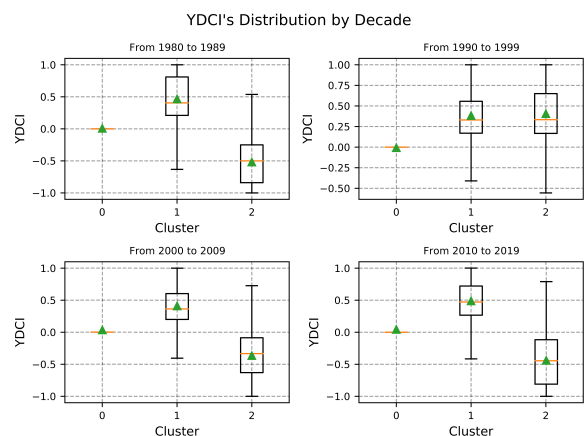 YDCI's Distribution by Decade
From 1980 to 1989
1.0
0.5
0.0
−0.5
−1.0
YDCI
0 1 2
Cluster
From 1990 to 1999
1.00
0.75
0.50
0.25
0.00
−0.25
−0.50
YDCI
0 1 2
Cluster
From 2000 to 2009
1.0
0.5
0.0
−0.5
−1.0
YDCI
0 1 2
Cluster
From 2010 to 2019
1.0
0.5
0.0
−0.5
−1.0
YDCI
0 1 2
Cluster